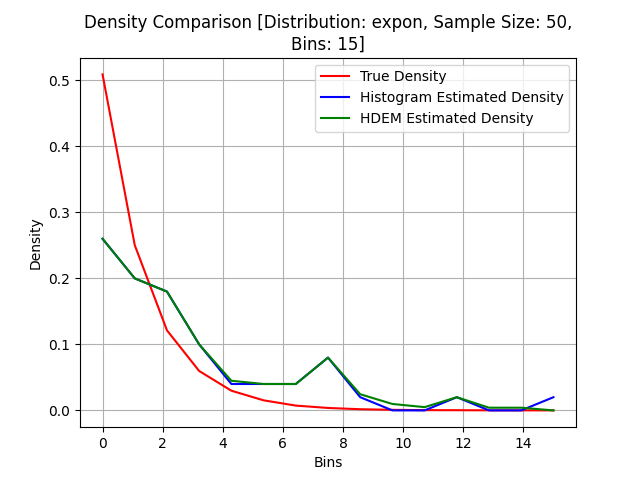 Density Comparison [Distribution: expon, Sample Size: 50,
Bins: 15]
True Density
Histogram Estimated Density
HDEM Estimated Density
Density
0.5
0.4
0.3
0.2
0.1
0.0
0 2 4 6 8 10 12 14
Bins